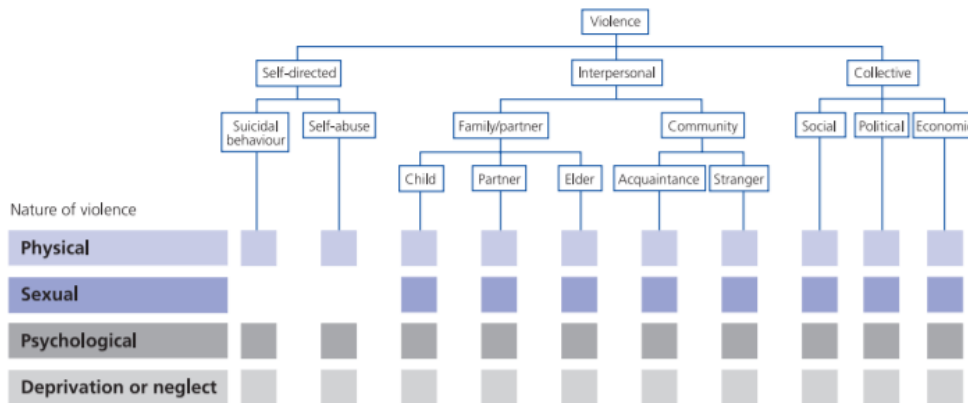 Violence
Self-directed
Interpersonal
Collective
Suicidal
behaviour
Self-abuse
Family/partner
Community
Social
Political
Economic
Child
Partner
Elder
Acquaintance
Stranger
Nature of violence
Physical
Sexual
Psychological
Deprivation or neglect